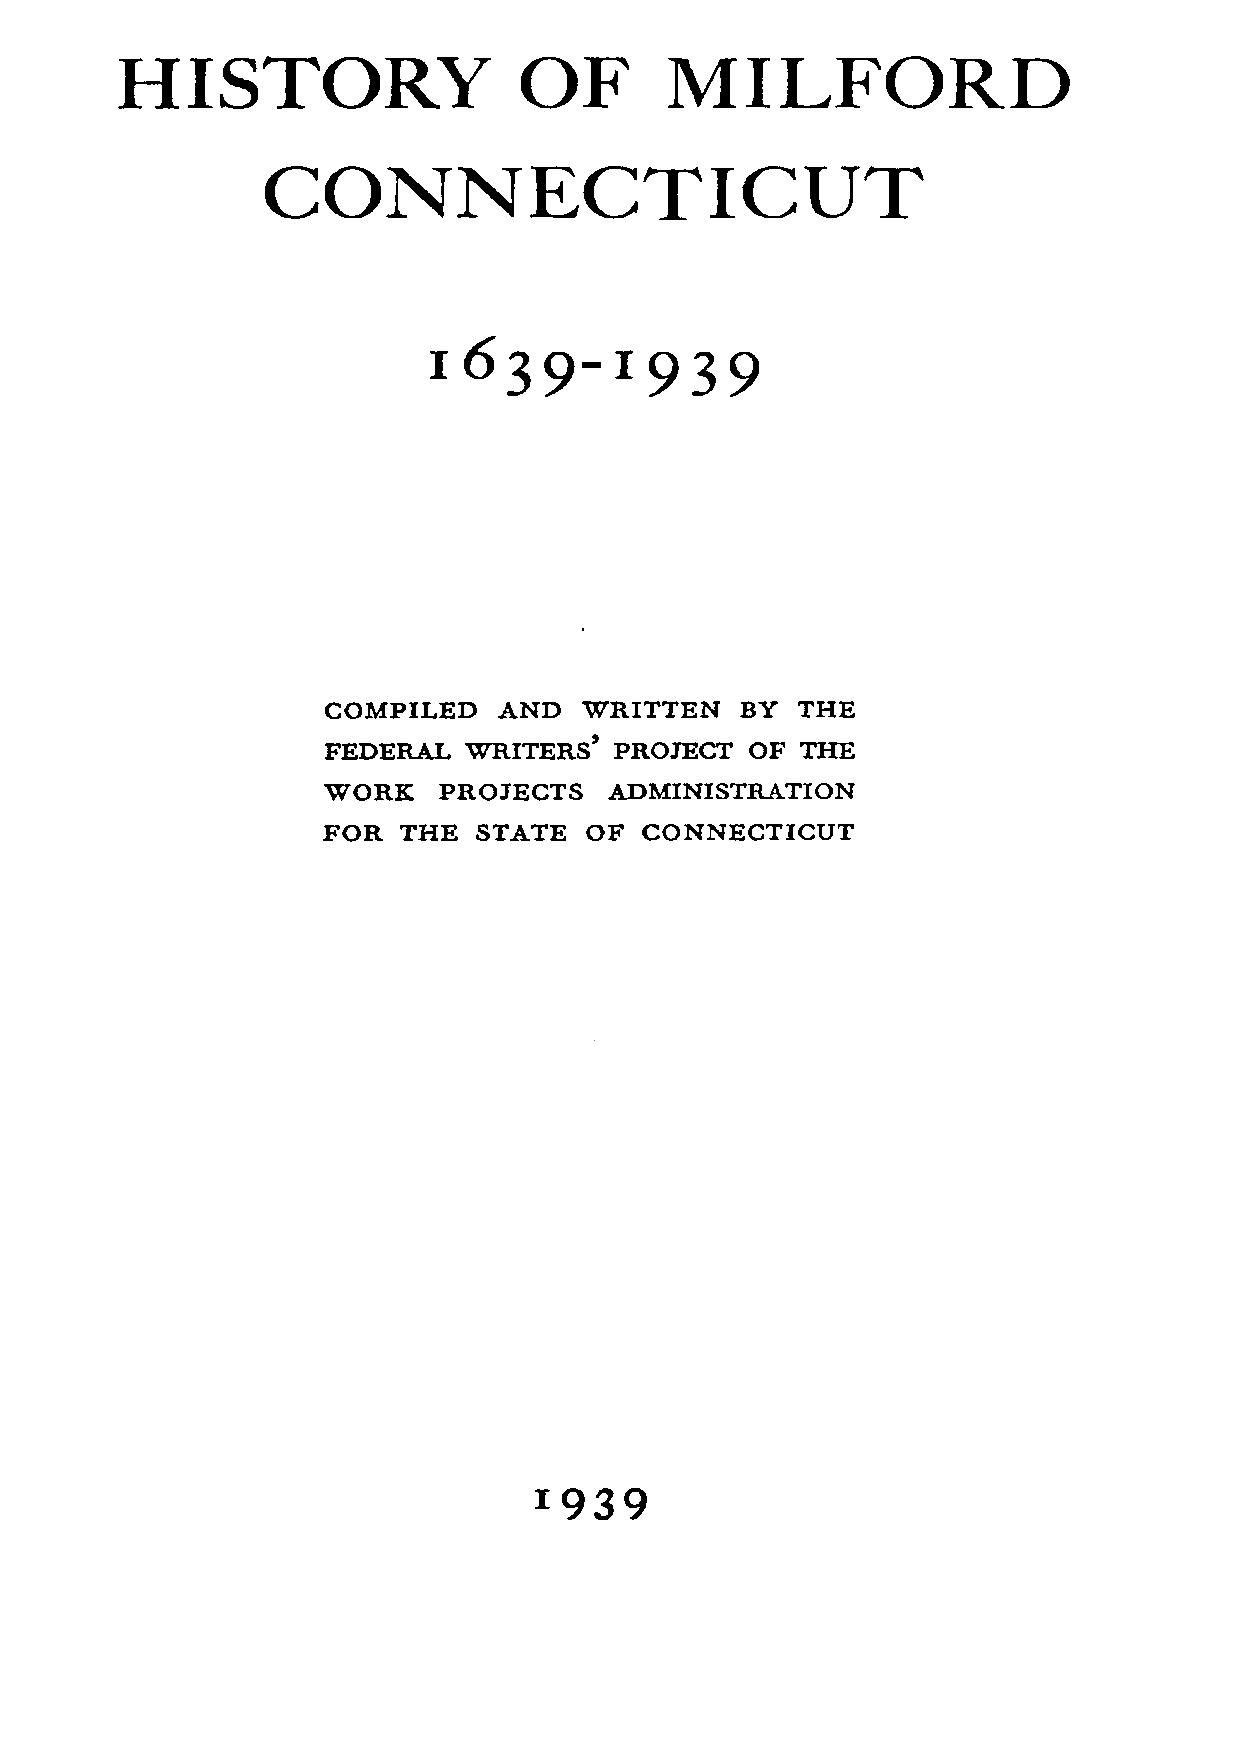 HISTORY OF MILFORD
CONNECTICUT
1639-1939
COMPILED AND WRITTEN BY THE
FEDERAL WRITERS' PROJECT OF THE
WORK PROJECTS ADMINISTRATION
FOR THE STATE OF CONNECTICUT
1939